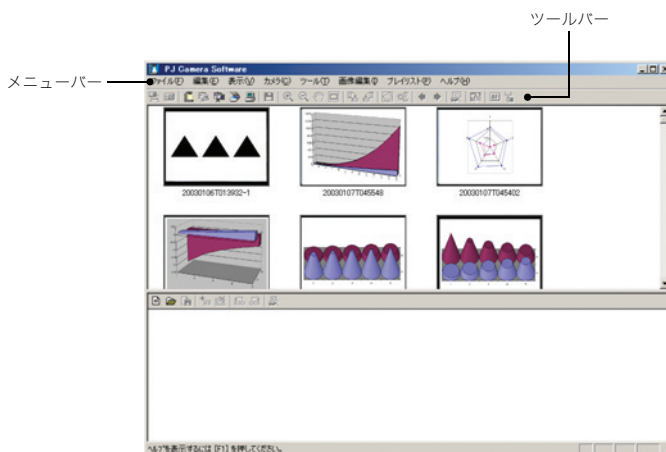 ツールバー
メニューバー
PJ Camera Software
ファイル(F) 編集(E) 表示(V) カメラ(C) ツール(T) 画像編集(I) プレイリスト(P) ヘルプ(H)
20030106T013932-1
20030107T045548
20030107T045402
ヘルプを表示するには [F1] を押してください。